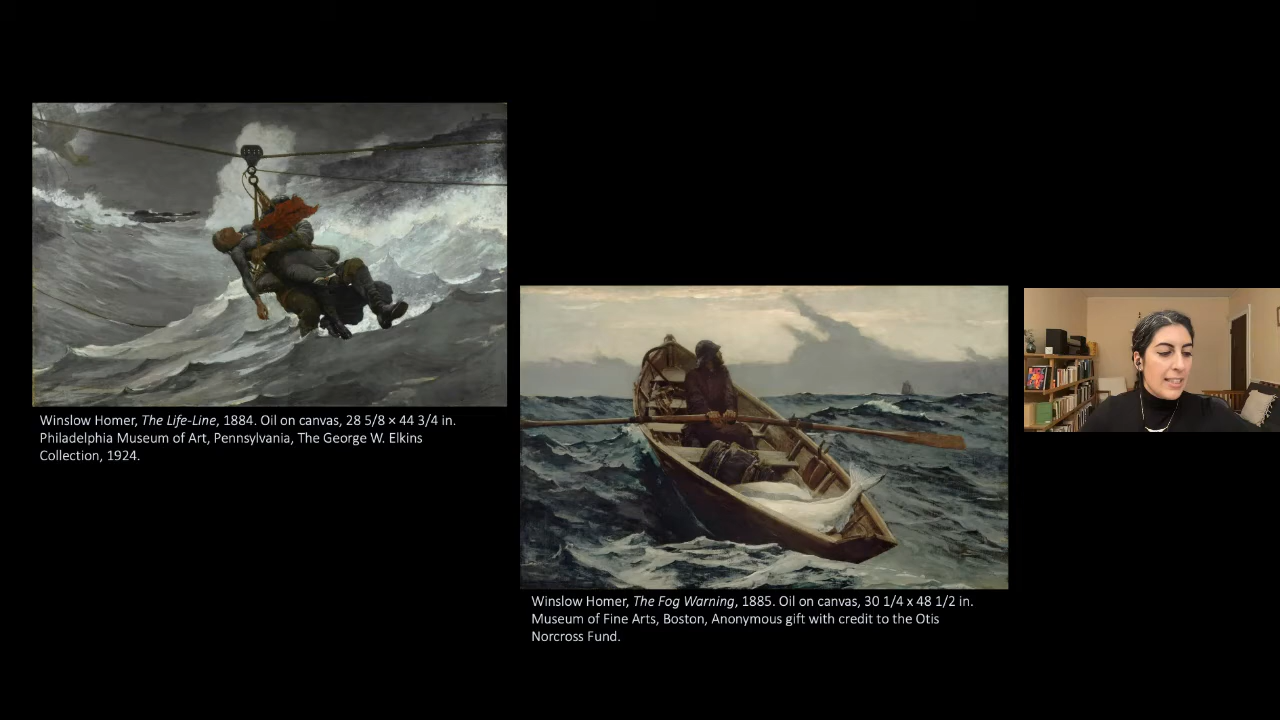 Winslow Homer, The Life-Line, 1884. Oil on canvas, 28 5/8 × 44 3/4 in.
Philadelphia Museum of Art, Pennsylvania, The George W. Elkins
Collection, 1924.
Winslow Homer, The Fog Warning, 1885. Oil on canvas, 30 1/4 x 48 1/2 in.
Museum of Fine Arts, Boston, Anonymous gift with credit to the Otis
Norcross Fund.